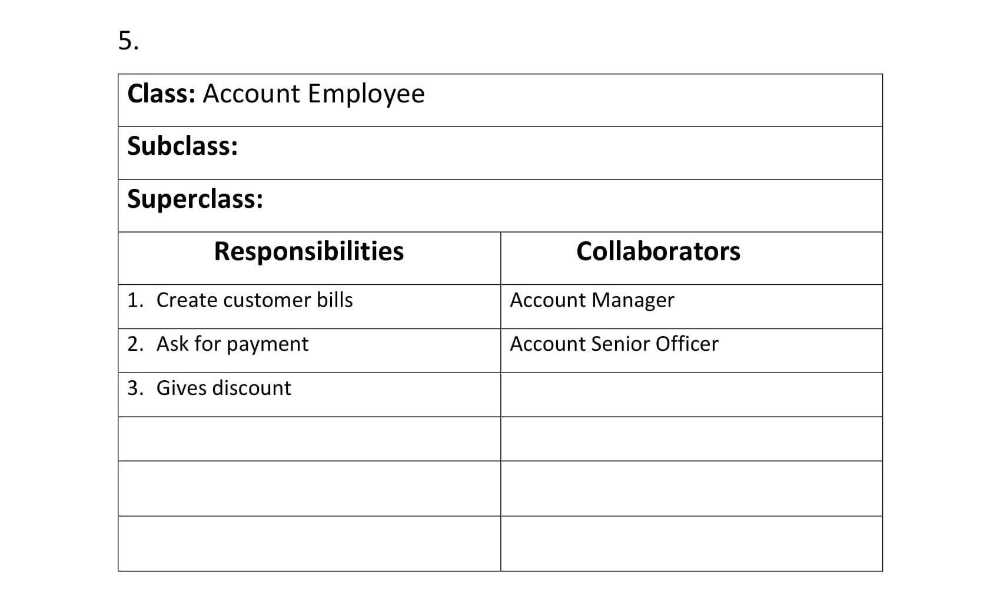 5.
Class: Account Employee
Subclass:
Superclass:
Responsibilities Collaborators
1. Create customer bills Account Manager
2. Ask for payment Account Senior Officer
3. Gives discount